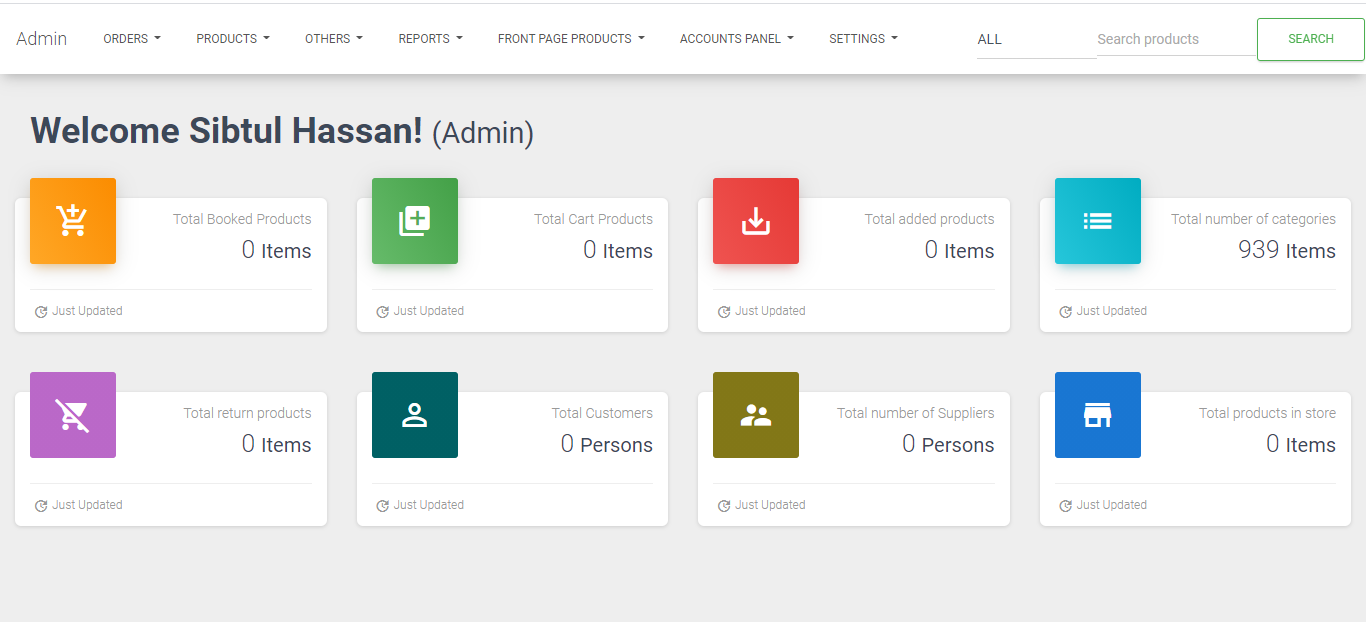 Admin ORDERS PRODUCTS OTHERS REPORTS FRONT PAGE PRODUCTS ACCOUNTS PANEL SETTINGS ALL Search products SEARCH
Welcome Sibtul Hassan! (Admin)
Total Booked Products
0 Items
Just Updated
Total Cart Products
0 Items
Just Updated
Total added products
0 Items
Just Updated
Total number of categories
939 Items
Just Updated
Total return products
0 Items
Just Updated
Total Customers
0 Persons
Just Updated
Total number of Suppliers
0 Persons
Just Updated
Total products in store
0 Items
Just Updated